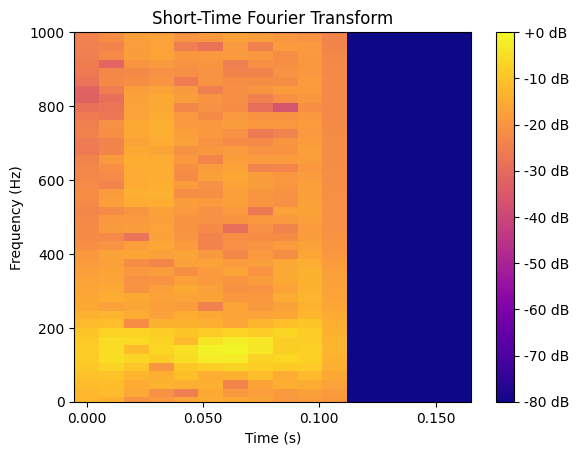 Short-Time Fourier Transform
1000
800
600
400
200
0
Frequency (Hz)
0.000
0.050
0.100
0.150
Time (s)
+0 dB
-10 dB
-20 dB
-30 dB
-40 dB
-50 dB
-60 dB
-70 dB
-80 dB